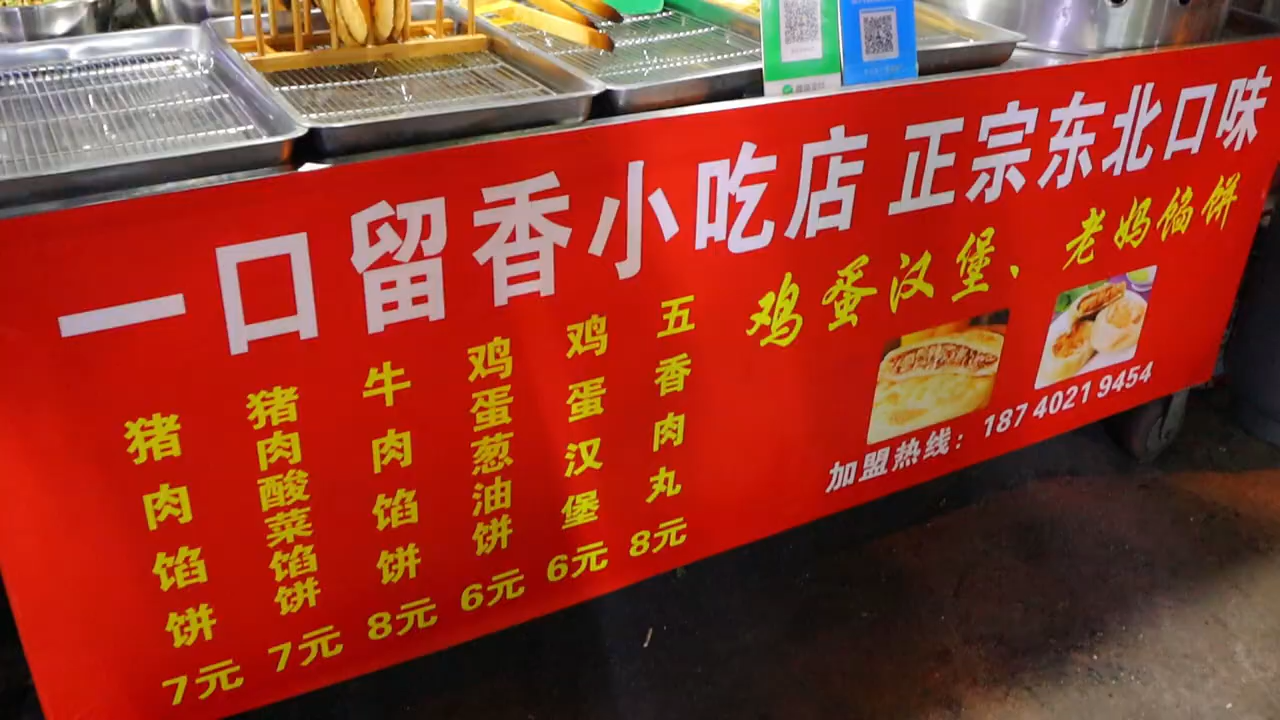 一口留香小吃店 正宗东北口味
鸡蛋汉堡、老妈馅饼
猪肉馅饼 7元
猪肉酸菜馅饼 7元
牛肉馅饼 8元
鸡蛋葱油饼 6元
鸡蛋汉堡 6元
五香肉丸 8元
加盟热线：187 4021 9454